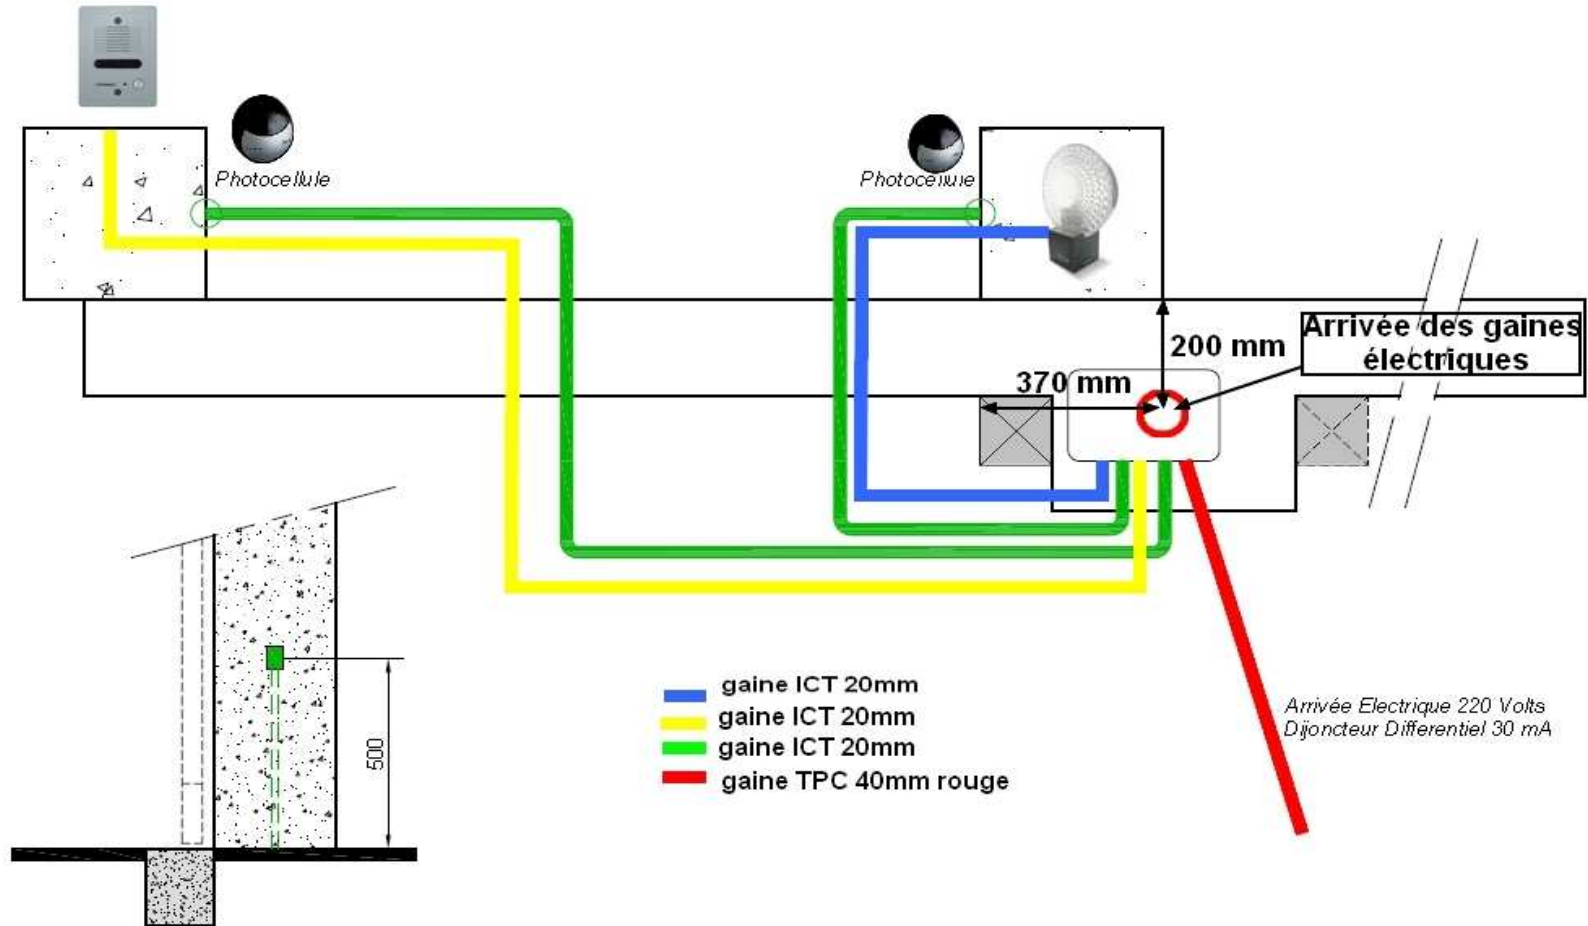 Photocellule
Photocellule
Arrivée des gaines
électriques
200 mm
370 mm
500
gaine ICT 20mm
gaine ICT 20mm
gaine ICT 20mm
gaine TPC 40mm rouge
Arrivée Electrique 220 Volts
Dijoncteur Differentiel 30 mA